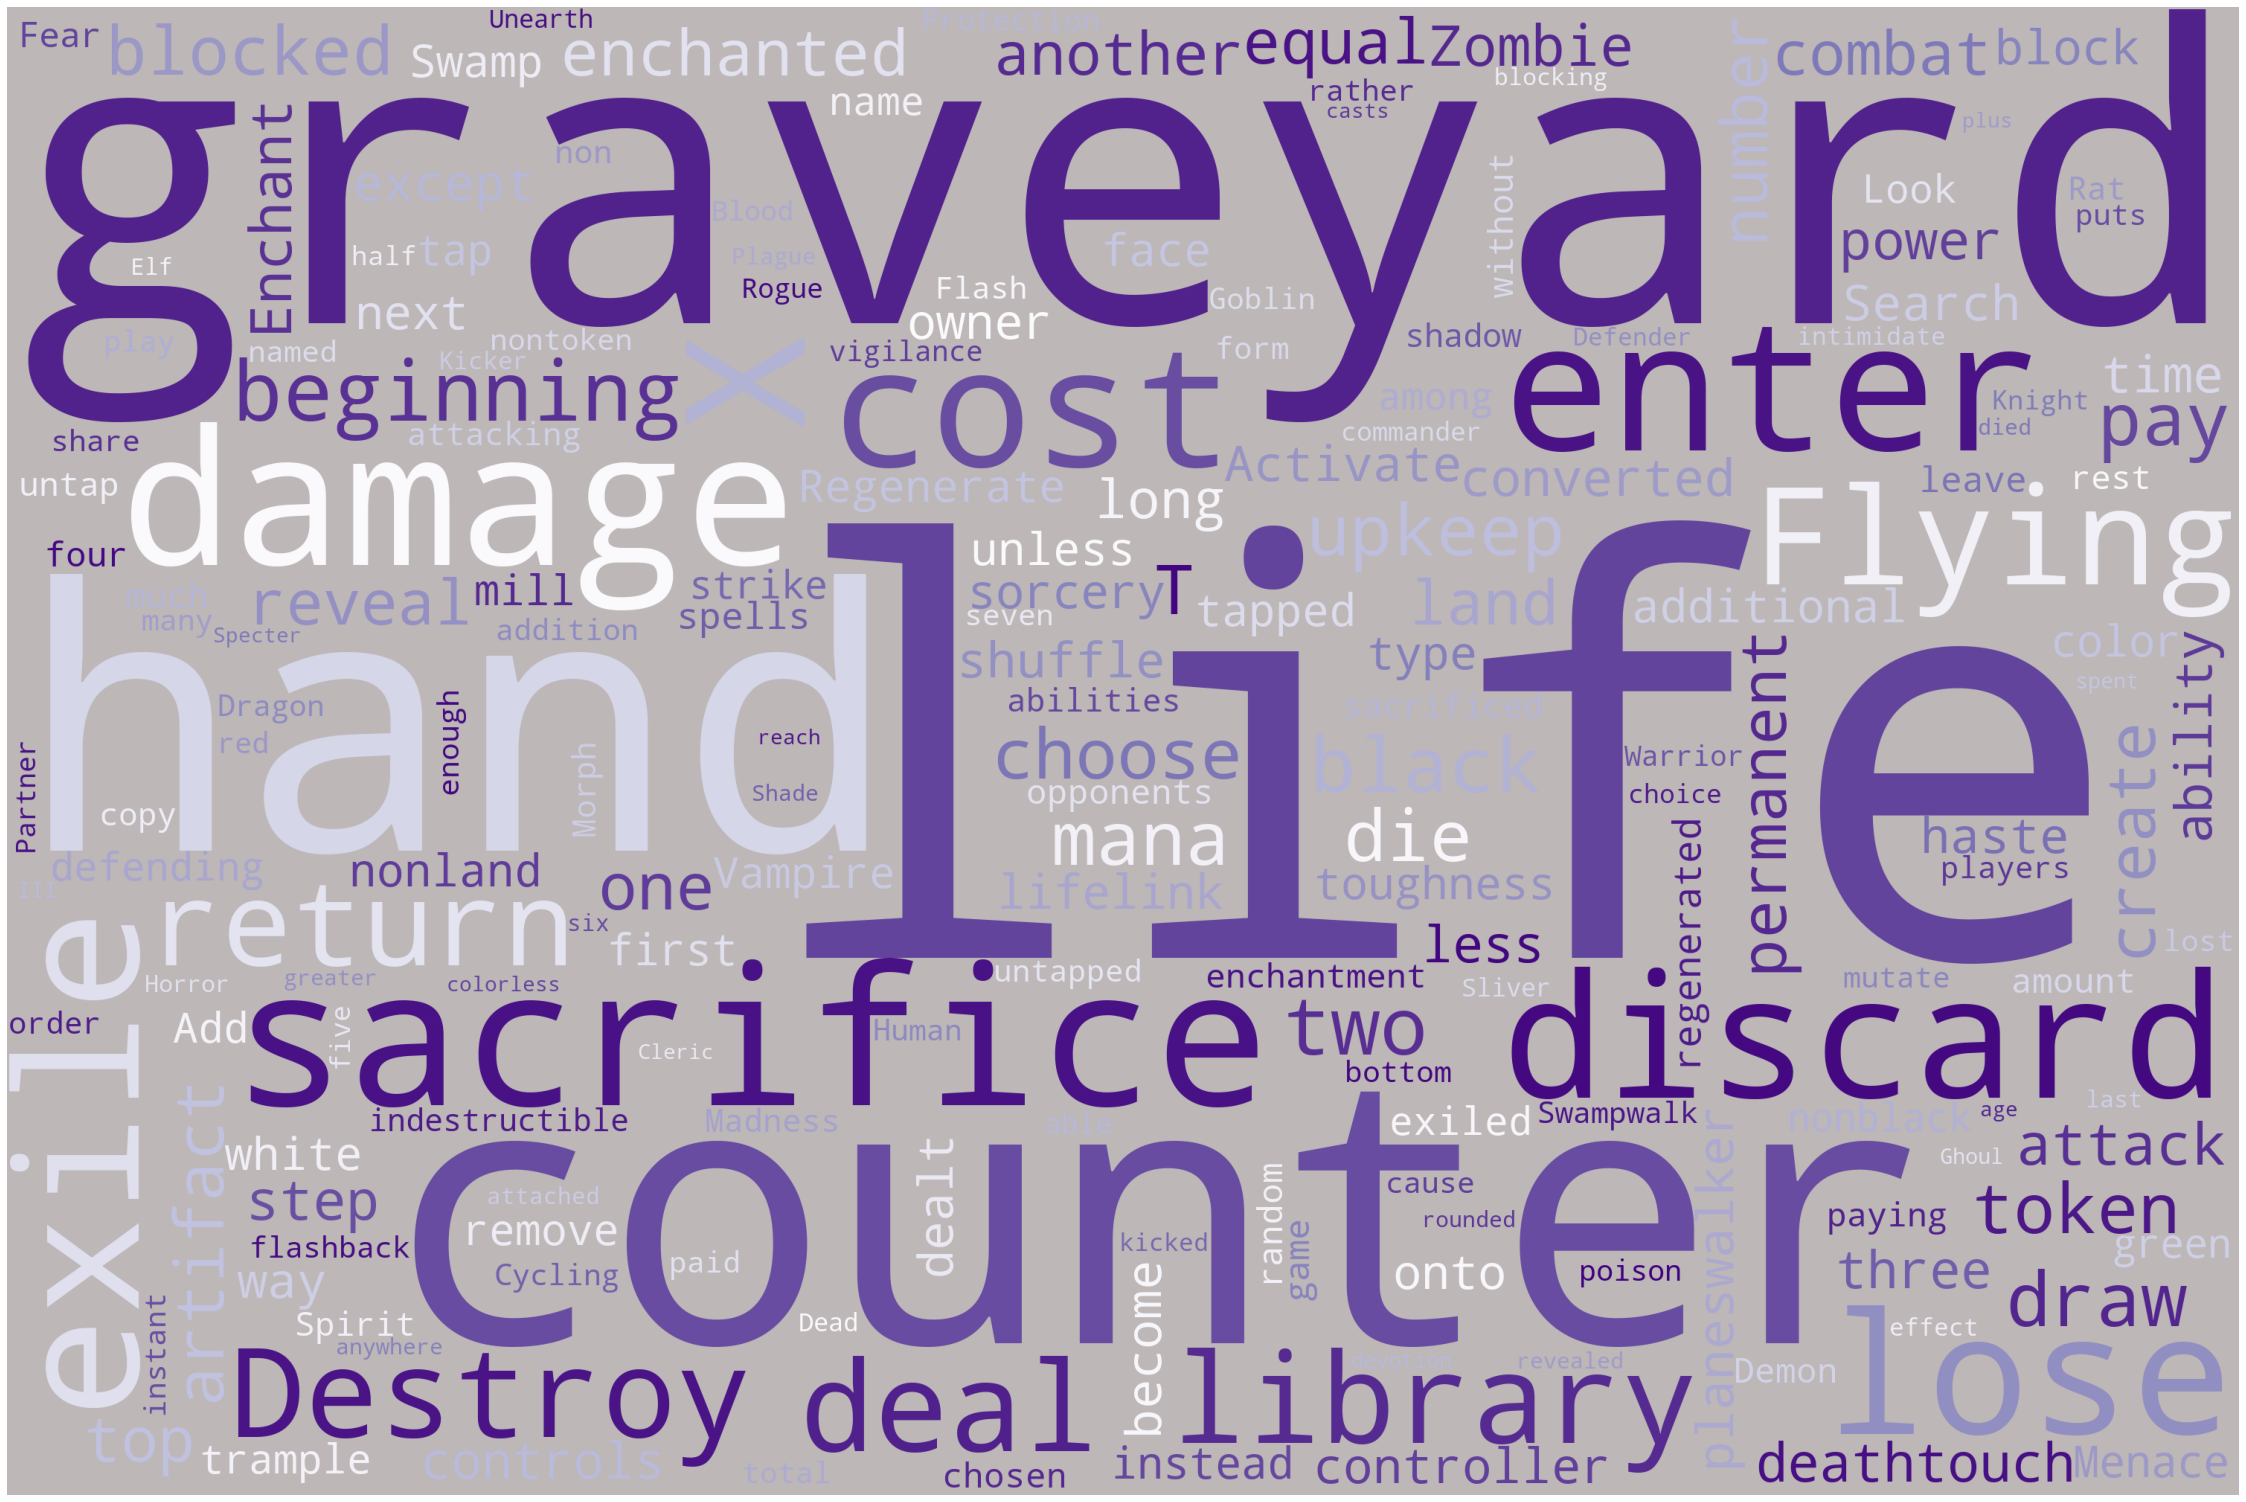 Unearth
Protection
Fear
blocked
Swamp
enchanted
another
equal
Zombie
number
combat
block
name
rather
casts
blocking
plus
graveyard
Enchant
non
except
half
tap
Elf
Blood
Plague
Rogue
face
Flash
owner
Goblin
without
Look
Rat
puts
power
Search
next
play
named
nontoken
Kicker
vigilance
form
shadow
Defender
intimidate
time
beginning
X
cost
enter
Knight
died
pay
share
attacking
among
commander
untap
damage
Regenerate
long
Activate
converted
leave
rest
Flying
four
unless
upkeep
much
many
reveal
mill
strike
spells
Specter
addition
sorcery
T
seven
tapped
land
additional
hand
life
shuffle
type
color
spent
ability
permanent
Dragon
red
enough
reach
Shade
Morph
abilities
sacrificed
choose
black
Warrior
choice
create
Partner
copy
opponents
mana
die
regenerated
haste
players
defending
III
nonland
one
Vampire
lifelink
toughness
exile
return
six
first
less
lost
Horror
greater
colorless
untapped
enchantment
Sliver
mutate
amount
order
Add
sacrifice
five
Cleric
Human
two
discard
bottom
indestructible
Madness
able
exiled
Swampwalk
nonblack
age
last
artifact
white
counter
dealt
attack
Ghoul
planeswalker
step
attached
remove
cause
random
rounded
paying
token
flashback
way
Cycling
paid
kicked
game
onto
poison
three
green
instant
Spirit
anywhere
Dead
become
draw
effect
Destroy
deal
library
devotion
revealed
Demon
lose
top
trample
controls
total
chosen
instead
controller
deathtouch
Menace